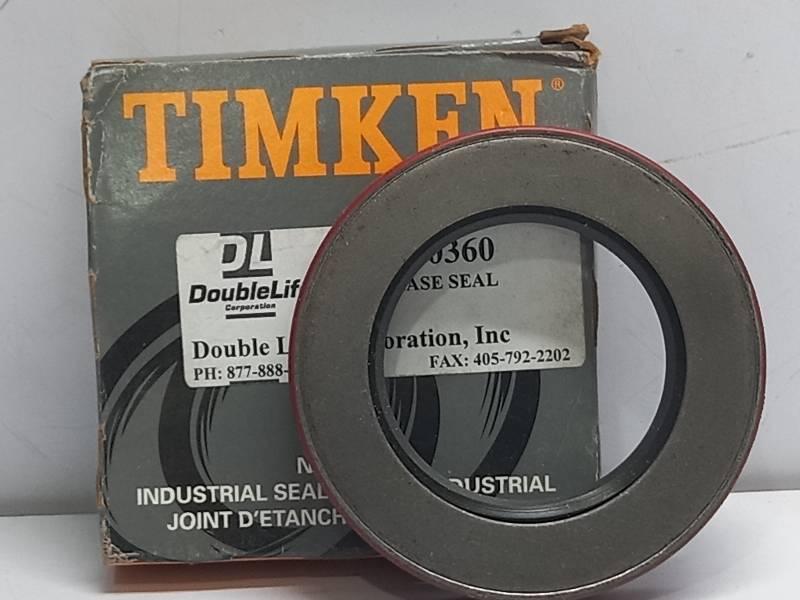 TIMKEN®
DL
0360
DoubleLif
ASE SEAL
Corporation
Double L oration, Inc
PH: 877-888- FAX: 405-792-2202
N
INDUSTRIAL SEAL DUSTRIAL
JOINT D'ETANCH